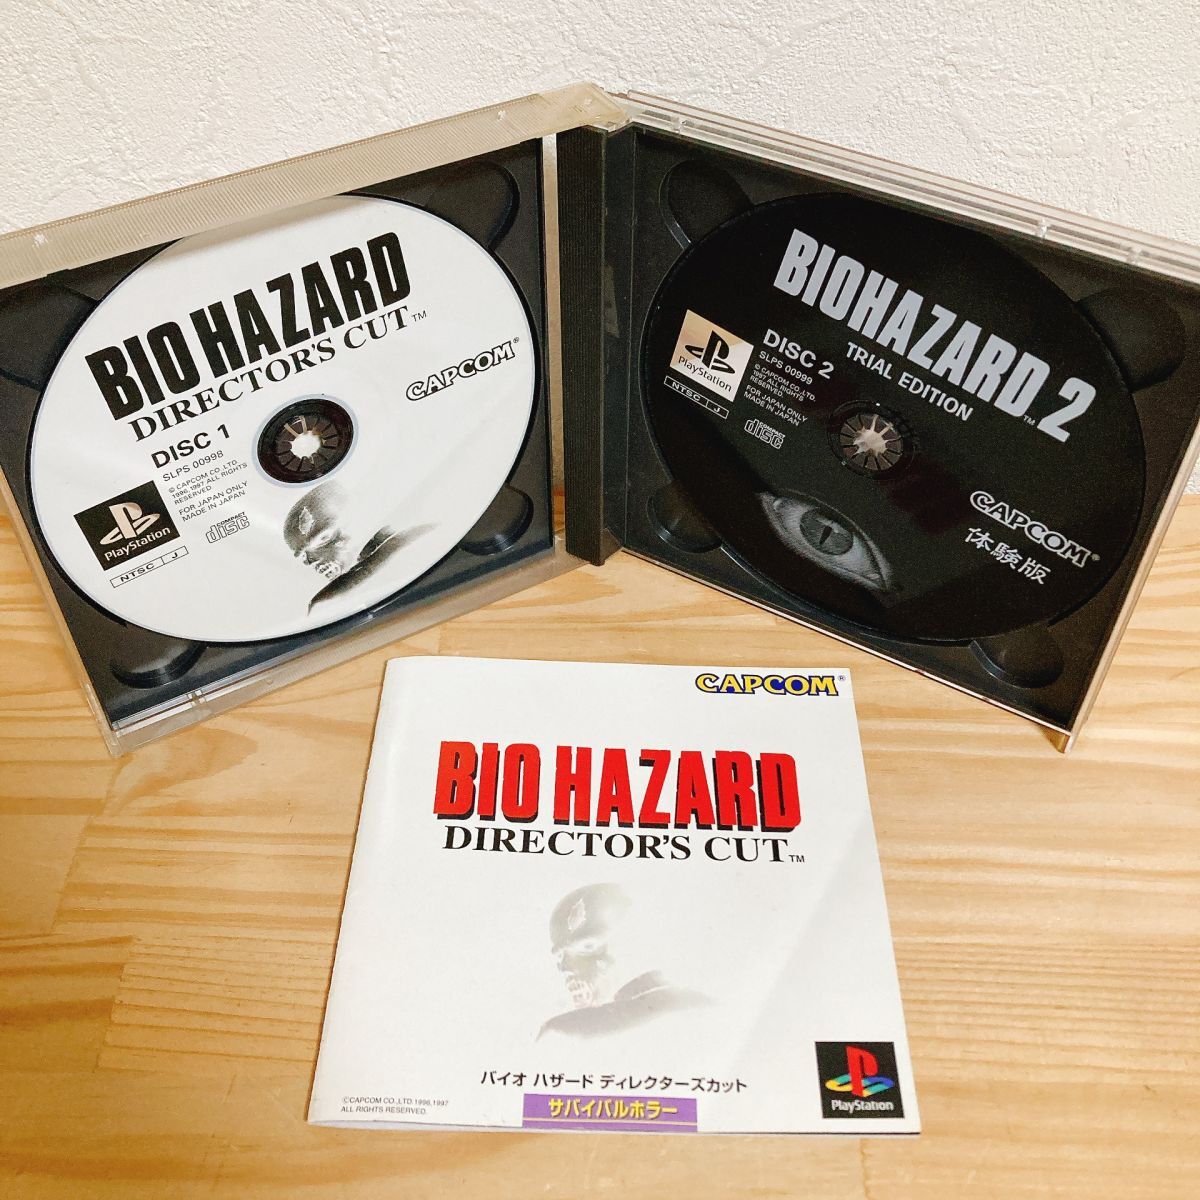 BIO HAZARD
DIRECTOR'S CUT™
CAPCOM®
DISC 1
SLPS 00998
© CAPCOM CO.,LTD.
1996, 1997 ALL RIGHTS
RESERVED.
FOR JAPAN ONLY
MADE IN JAPAN
PlayStation
NTSC J
COMPACT
disc
BIOHAZARD™ 2
TRIAL EDITION
PlayStation
NTSC J
DISC 2
SLPS 00999
© CAPCOM CO.,LTD.
1997 ALL RIGHTS
RESERVED.
FOR JAPAN ONLY
MADE IN JAPAN
COMPACT
disc
CAPCOM®
体験版
CAPCOM®
BIO HAZARD
DIRECTOR'S CUT™
バイオ ハザード ディレクターズカット
©CAPCOM CO.,LTD.1996,1997
ALL RIGHTS RESERVED.
サバイバルホラー
PlayStation